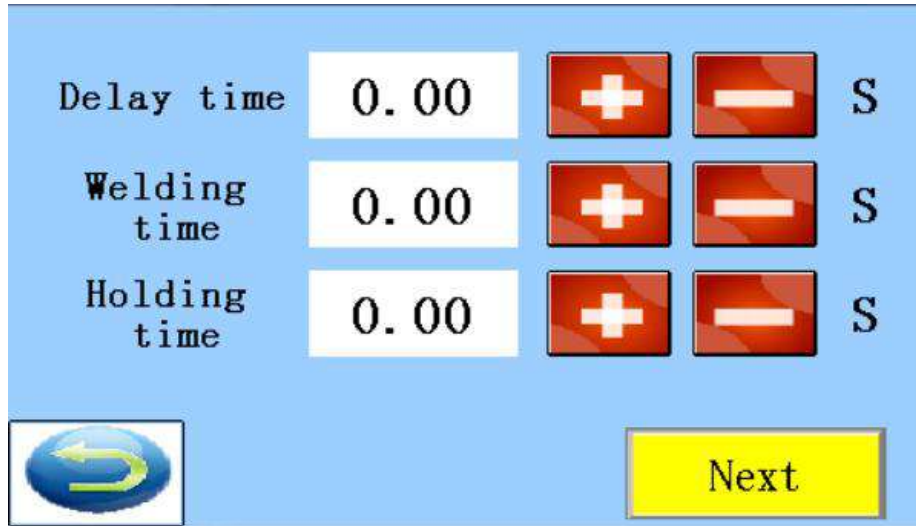 Delay time 0.00 + − S
Welding
time 0.00 + − S
Holding
time 0.00 + − S
Next